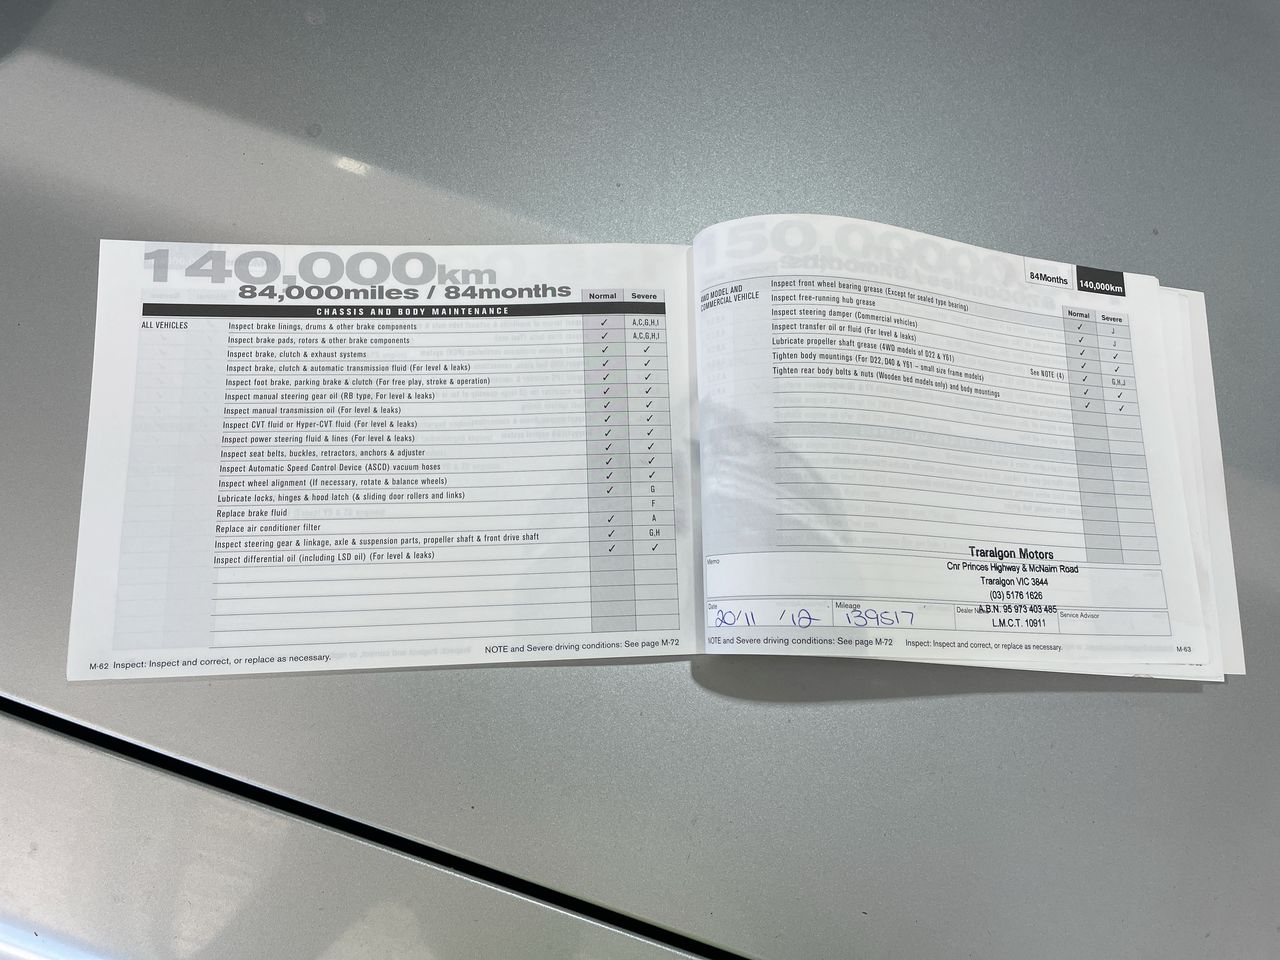 140,000km
84,000miles / 84months
Normal Severe
CHASSIS AND BODY MAINTENANCE
ALL VEHICLES Inspect brake linings, drums & other brake components ✓ A,C,G,H,I
Inspect brake pads, rotors & other brake components ✓ A,C,G,H,I
Inspect brake, clutch & exhaust systems ✓ ✓
Inspect brake, clutch & automatic transmission fluid (For level & leaks) ✓ ✓
Inspect foot brake, parking brake & clutch (For free play, stroke & operation) ✓ ✓
Inspect manual steering gear oil (RB type, For level & leaks) ✓ ✓
Inspect manual transmission oil (For level & leaks) ✓ ✓
Inspect CVT fluid or Hyper-CVT fluid (For level & leaks) ✓ ✓
Inspect power steering fluid & lines (For level & leaks) ✓ ✓
Inspect seat belts, buckles, retractors, anchors & adjuster ✓ ✓
Inspect Automatic Speed Control Device (ASCD) vacuum hoses ✓ ✓
Inspect wheel alignment (If necessary, rotate & balance wheels) ✓ ✓
Lubricate locks, hinges & hood latch (& sliding door rollers and links) ✓ G
Replace brake fluid F
Replace air conditioner filter ✓ A
Inspect steering gear & linkage, axle & suspension parts, propeller shaft & front drive shaft ✓ G,H
Inspect differential oil (including LSD oil) (For level & leaks) ✓ ✓
NOTE and Severe driving conditions: See page M-72
M-62 Inspect: Inspect and correct, or replace as necessary.
84Months 140,000km
Normal Severe
4WD MODEL AND COMMERCIAL VEHICLE Inspect front wheel bearing grease (Except for sealed type bearing) ✓ J
Inspect free-running hub grease ✓ J
Inspect steering damper (Commercial vehicles) ✓ ✓
Inspect transfer oil or fluid (For level & leaks) ✓ ✓
Lubricate propeller shaft grease (4WD models of D22 & Y61) See NOTE (4) ✓ G,H,J
Tighten body mountings (For D22, D40 & Y61 – small size frame models) ✓ ✓
Tighten rear body bolts & nuts (Wooden bed models only) and body mountings ✓ ✓
Memo
Traralgon Motors
Cnr Princes Highway & McNairn Road
Traralgon VIC 3844
(03) 5176 1626
A.B.N. 95 973 403 485
L.M.C.T. 10911
Date 20/11/12 Mileage 139517 Dealer Service Advisor
NOTE and Severe driving conditions: See page M-72 Inspect: Inspect and correct, or replace as necessary. M-63